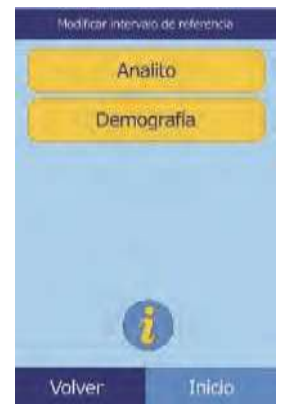 Modificar intervalo de referencia
Analito
Demografía
i
Volver
Inicio